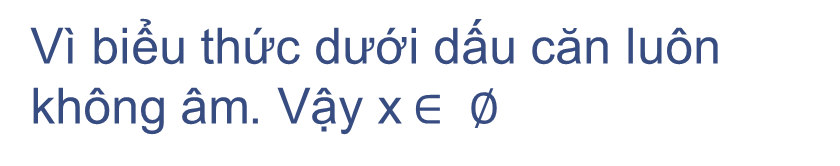 Vì biểu thức dưới dấu căn luôn
không âm. Vậy x ∈ ∅